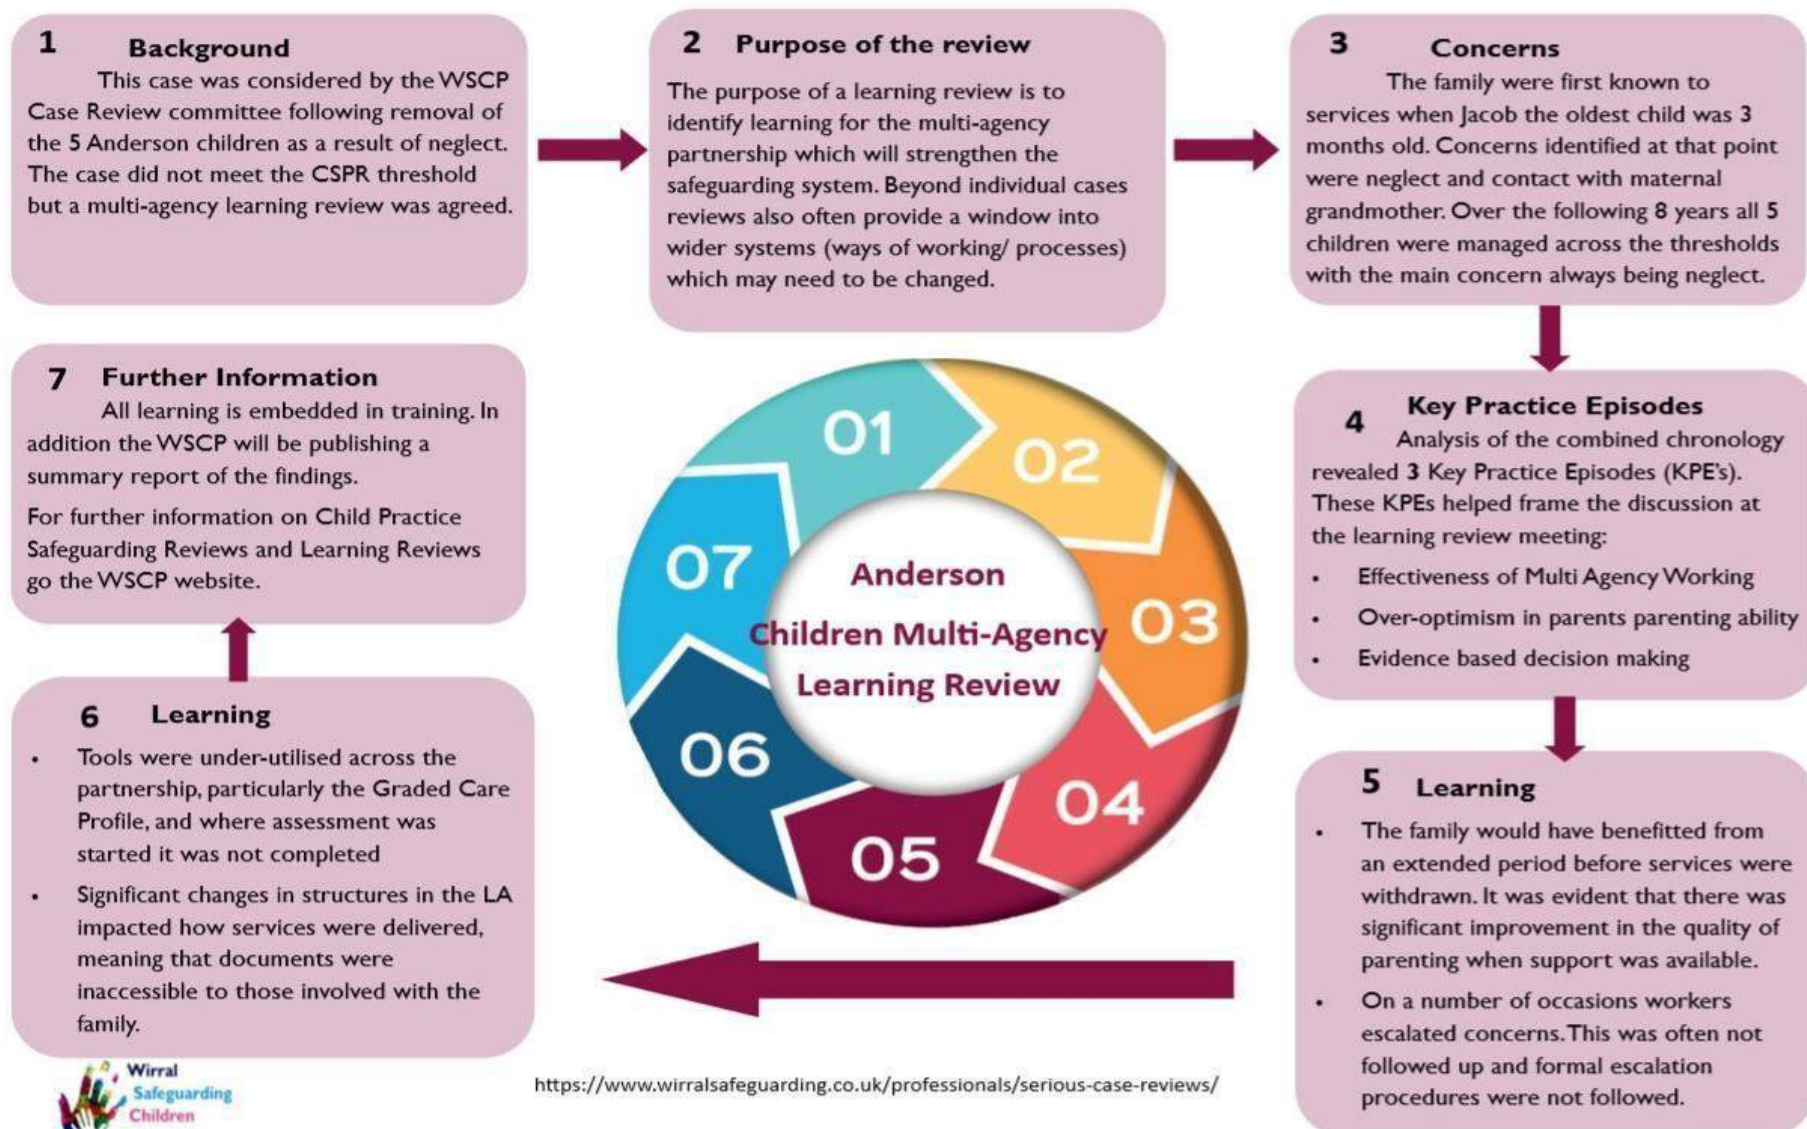 1 Background
This case was considered by the WSCP
Case Review committee following removal of
the 5 Anderson children as a result of neglect.
The case did not meet the CSPR threshold
but a multi-agency learning review was agreed.
2 Purpose of the review
The purpose of a learning review is to
identify learning for the multi-agency
partnership which will strengthen the
safeguarding system. Beyond individual cases
reviews also often provide a window into
wider systems (ways of working/ processes)
which may need to be changed.
3 Concerns
The family were first known to
services when Jacob the oldest child was 3
months old. Concerns identified at that point
were neglect and contact with maternal
grandmother. Over the following 8 years all 5
children were managed across the thresholds
with the main concern always being neglect.
4 Key Practice Episodes
Analysis of the combined chronology
revealed 3 Key Practice Episodes (KPE's).
These KPEs helped frame the discussion at
the learning review meeting:
• Effectiveness of Multi Agency Working
• Over-optimism in parents parenting ability
• Evidence based decision making
5 Learning
• The family would have benefitted from
an extended period before services were
withdrawn. It was evident that there was
significant improvement in the quality of
parenting when support was available.
• On a number of occasions workers
escalated concerns. This was often not
followed up and formal escalation
procedures were not followed.
6 Learning
• Tools were under-utilised across the
partnership, particularly the Graded Care
Profile, and where assessment was
started it was not completed
• Significant changes in structures in the LA
impacted how services were delivered,
meaning that documents were
inaccessible to those involved with the
family.
7 Further Information
All learning is embedded in training. In
addition the WSCP will be publishing a
summary report of the findings.
For further information on Child Practice
Safeguarding Reviews and Learning Reviews
go the WSCP website.
01
02
03
04
05
06
07
Anderson
Children Multi-Agency
Learning Review
Wirral
Safeguarding
Children
https://www.wirralsafeguarding.co.uk/professionals/serious-case-reviews/